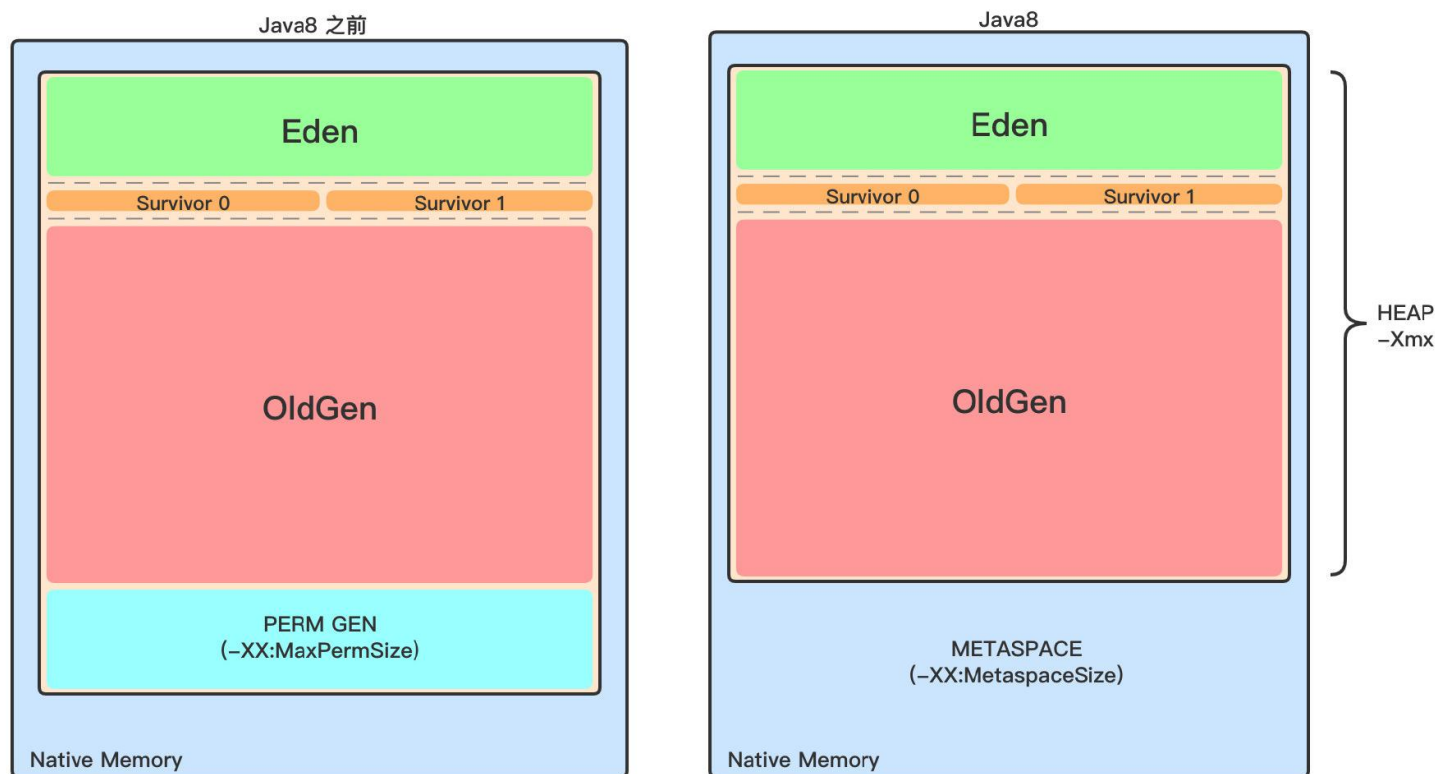 Java8 之前
Eden
Survivor 0
Survivor 1
OldGen
PERM GEN
(-XX:MaxPermSize)
Native Memory
Java8
Eden
Survivor 0
Survivor 1
OldGen
METASPACE
(-XX:MetaspaceSize)
Native Memory
HEAP
-Xmx